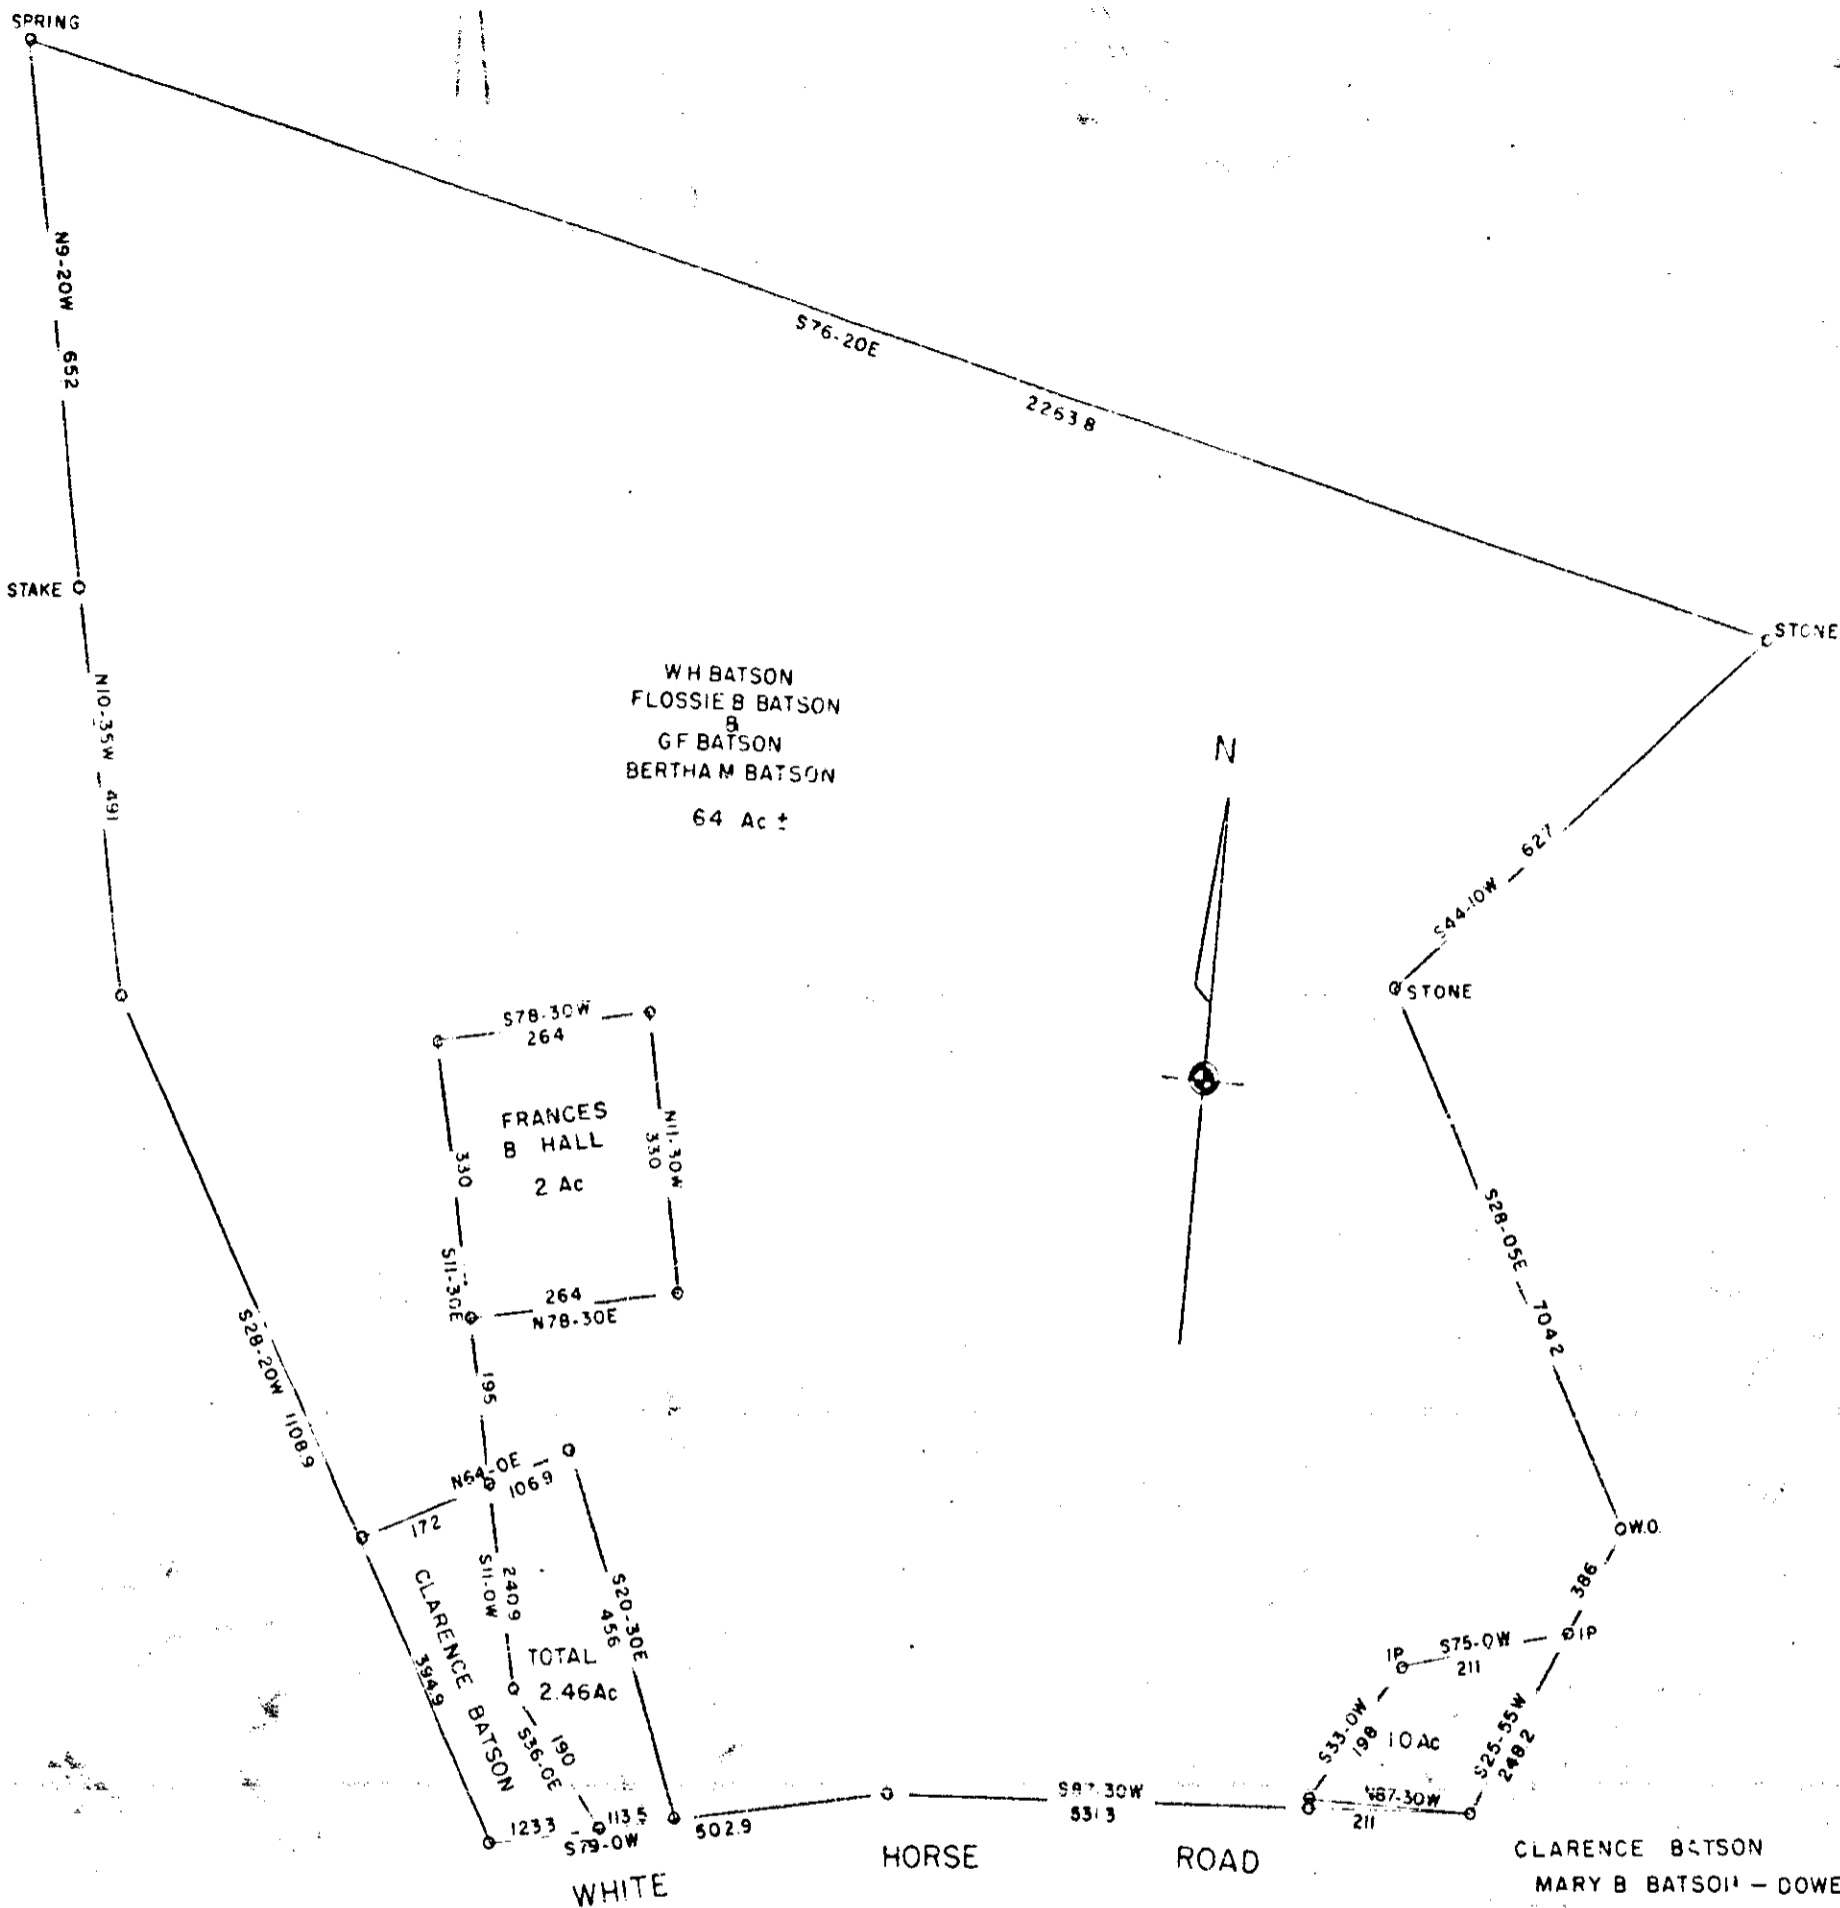 SPRING
N9-20W 652
S76-20E
2263.8
STAKE
STONE
N10-35W 491
W H BATSON
FLOSSIE B BATSON
&
G F BATSON
BERTHA M BATSON
64 Ac ±
N
627
S44-10W
STONE
S78-30W
264
FRANCES
B HALL
2 Ac
330
S11-30E
N11-30W
330
264
N78-30E
S28-05E 704.2
S28-20W 1108.9
195
N64-0E
106.9
172
W.O.
386
CLARENCE BATSON
S11-0W
240.9
S20-30E
456
TOTAL
2.46Ac
394.9
190
S36-0E
IP
S75-0W
211
IP
S33-0W
198
1.0 Ac
S25-55W
248.2
123.3
113.5
S79-0W
502.9
S87-30W
531.3
87-30W
211
WHITE HORSE ROAD
CLARENCE BATSON
MARY B BATSON - DOWE